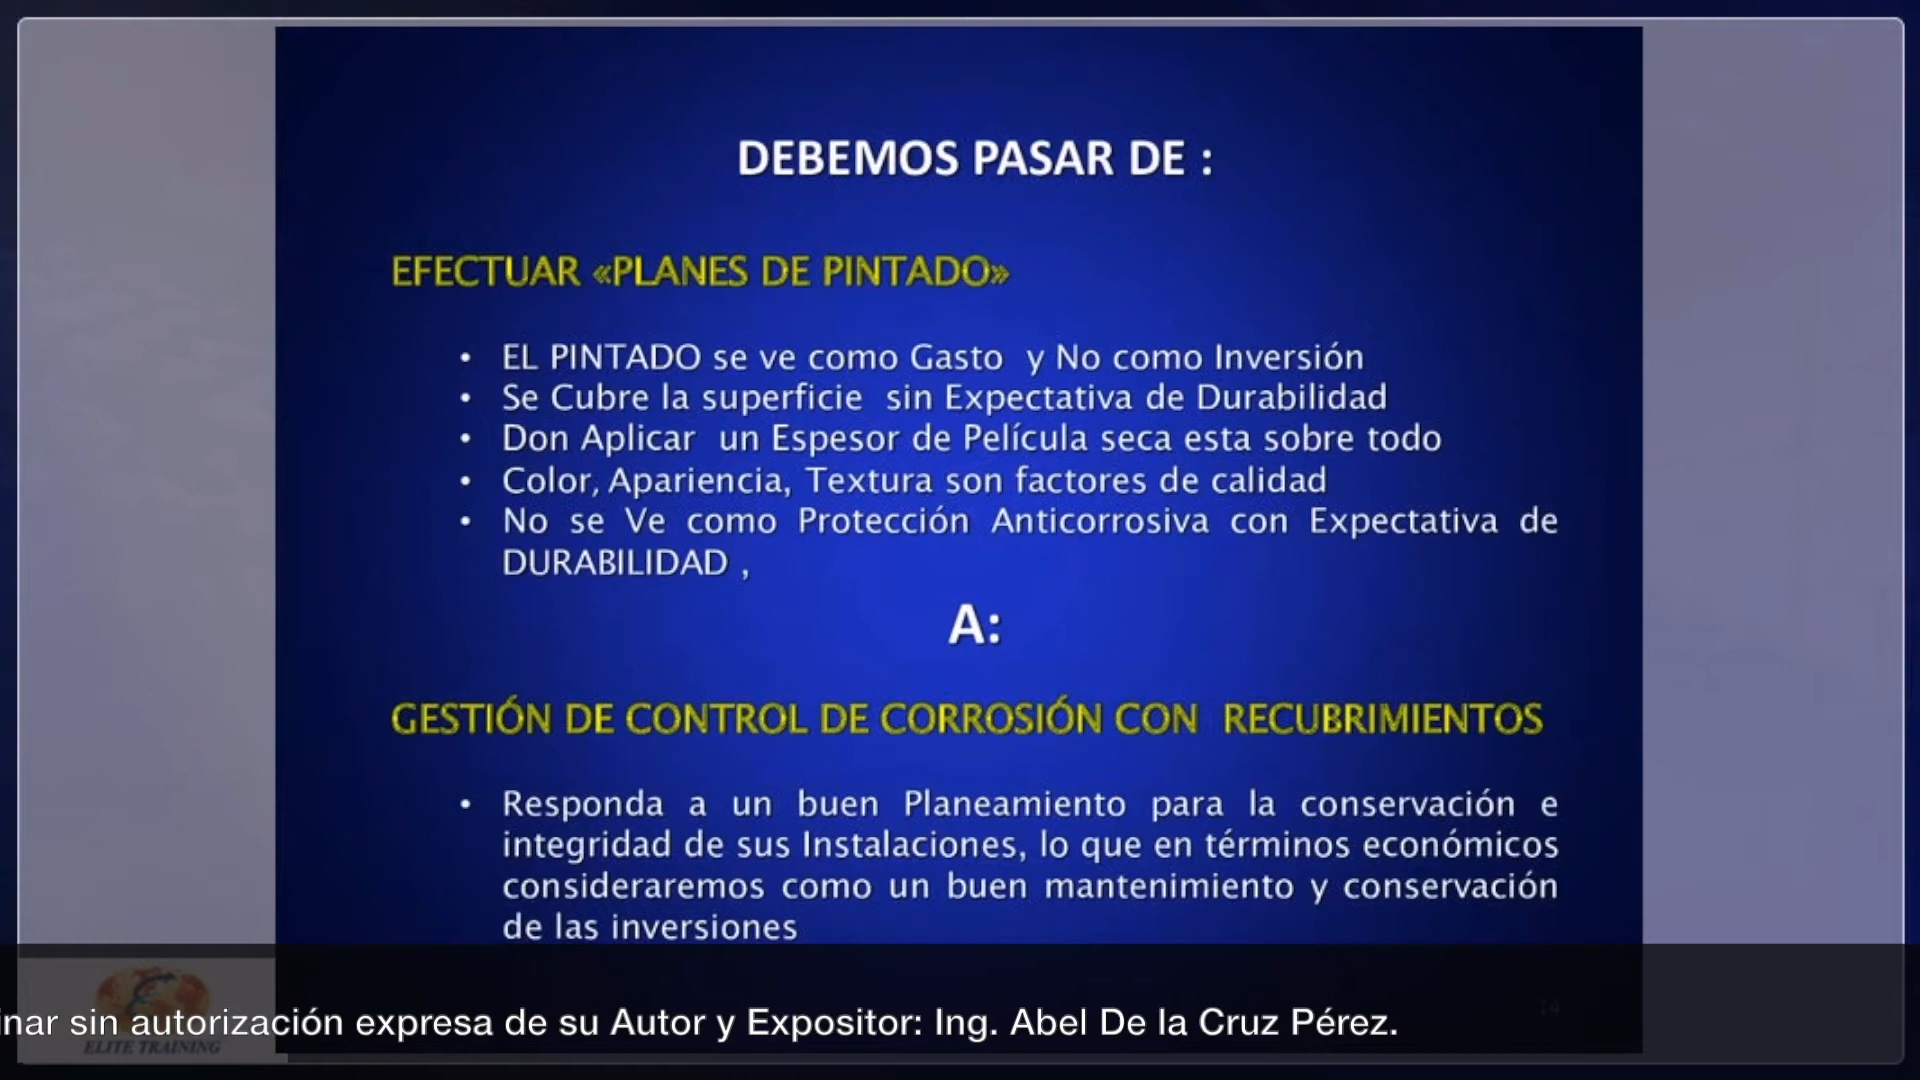 DEBEMOS PASAR DE :
EFECTUAR «PLANES DE PINTADO»
• EL PINTADO se ve como Gasto y No como Inversión
• Se Cubre la superficie sin Expectativa de Durabilidad
• Don Aplicar un Espesor de Película seca esta sobre todo
• Color, Apariencia, Textura son factores de calidad
• No se Ve como Protección Anticorrosiva con Expectativa de
DURABILIDAD ,
A:
GESTIÓN DE CONTROL DE CORROSIÓN CON RECUBRIMIENTOS
• Responda a un buen Planeamiento para la conservación e
integridad de sus Instalaciones, lo que en términos económicos
consideraremos como un buen mantenimiento y conservación
de las inversiones
14
inar sin autorización expresa de su Autor y Expositor: Ing. Abel De la Cruz Pérez.
ELITE TRAINING